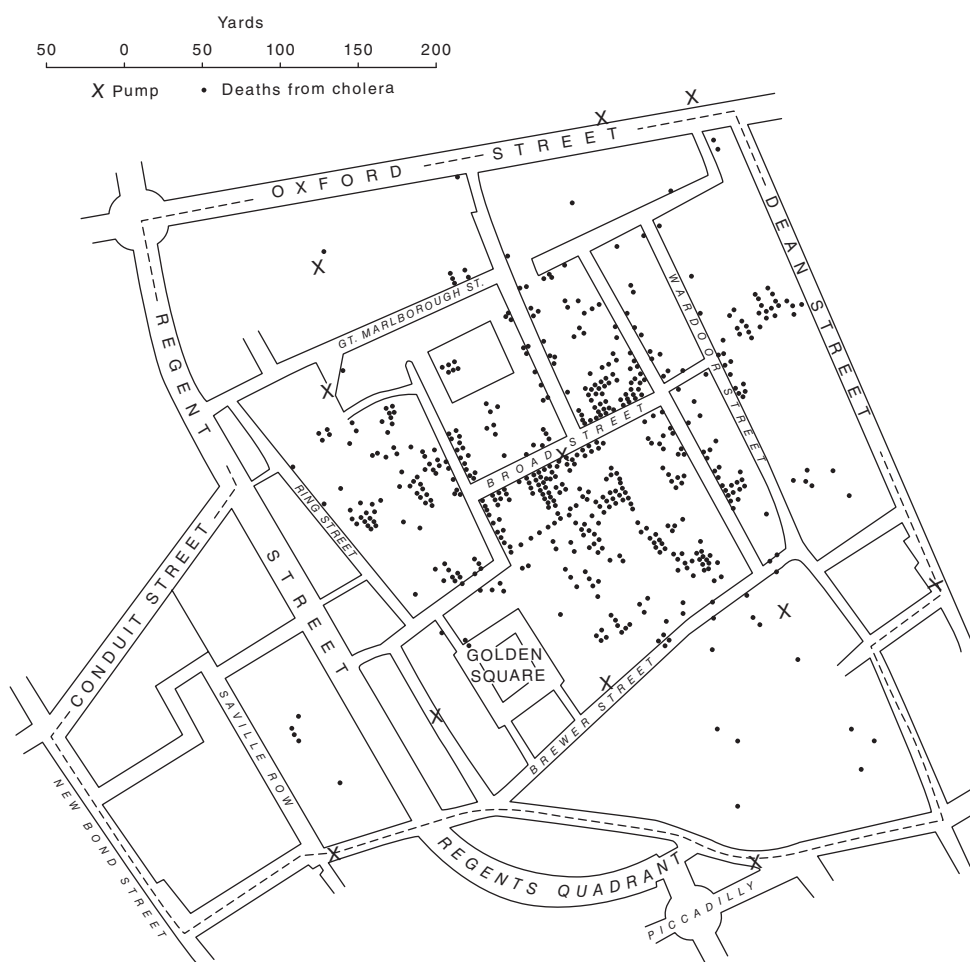 Yards
50 0 50 100 150 200
X Pump • Deaths from cholera
OXFORD STREET
DEAN STREET
REGENT STREET
WARDOOR STREET
GT. MARLBOROUGH ST.
BROAD STREET
RING STREET
CONDUIT STREET
GOLDEN
SQUARE
SAVILLE ROW
BREWER STREET
NEW BOND STREET
REGENTS QUADRANT
PICCADILLY